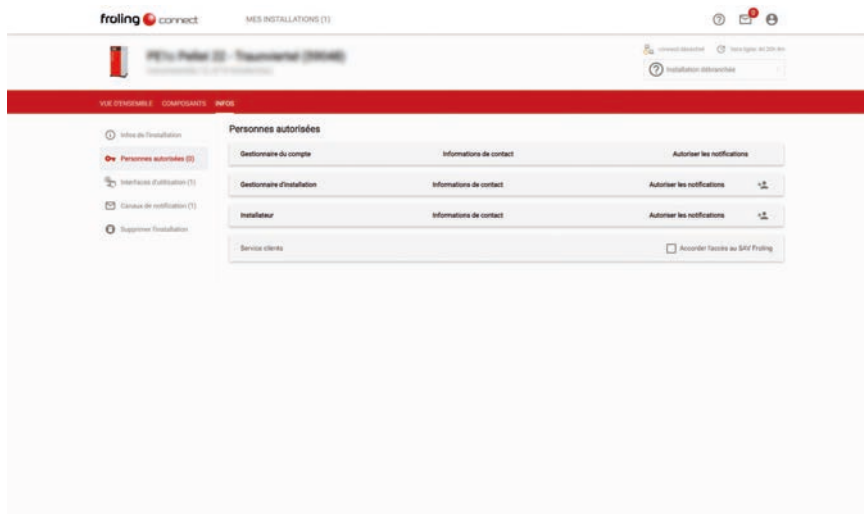 froling connect MES INSTALLATIONS (1) 0
Installation débranchée
VUE D'ENSEMBLE COMPOSANTS INFOS
Infos de l'installation
Personnes autorisées (0)
Interfaces d'utilisation (1)
Canaux de notification (1)
Supprimer l'installation
Personnes autorisées
Gestionnaire du compte Informations de contact Autoriser les notifications
Gestionnaire d'installation Informations de contact Autoriser les notifications
Installateur Informations de contact Autoriser les notifications
Service clients Accorder l'accès au SAV Froling